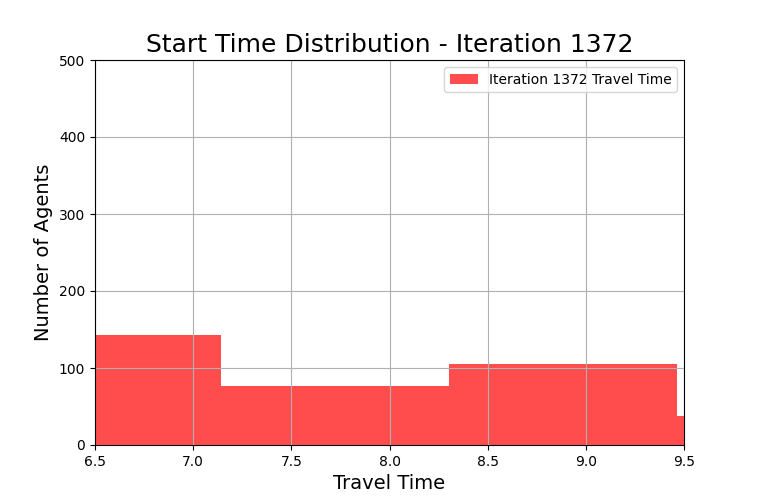 Start Time Distribution - Iteration 1372
Iteration 1372 Travel Time
500
400
300
200
100
0
Number of Agents
6.5 7.0 7.5 8.0 8.5 9.0 9.5
Travel Time